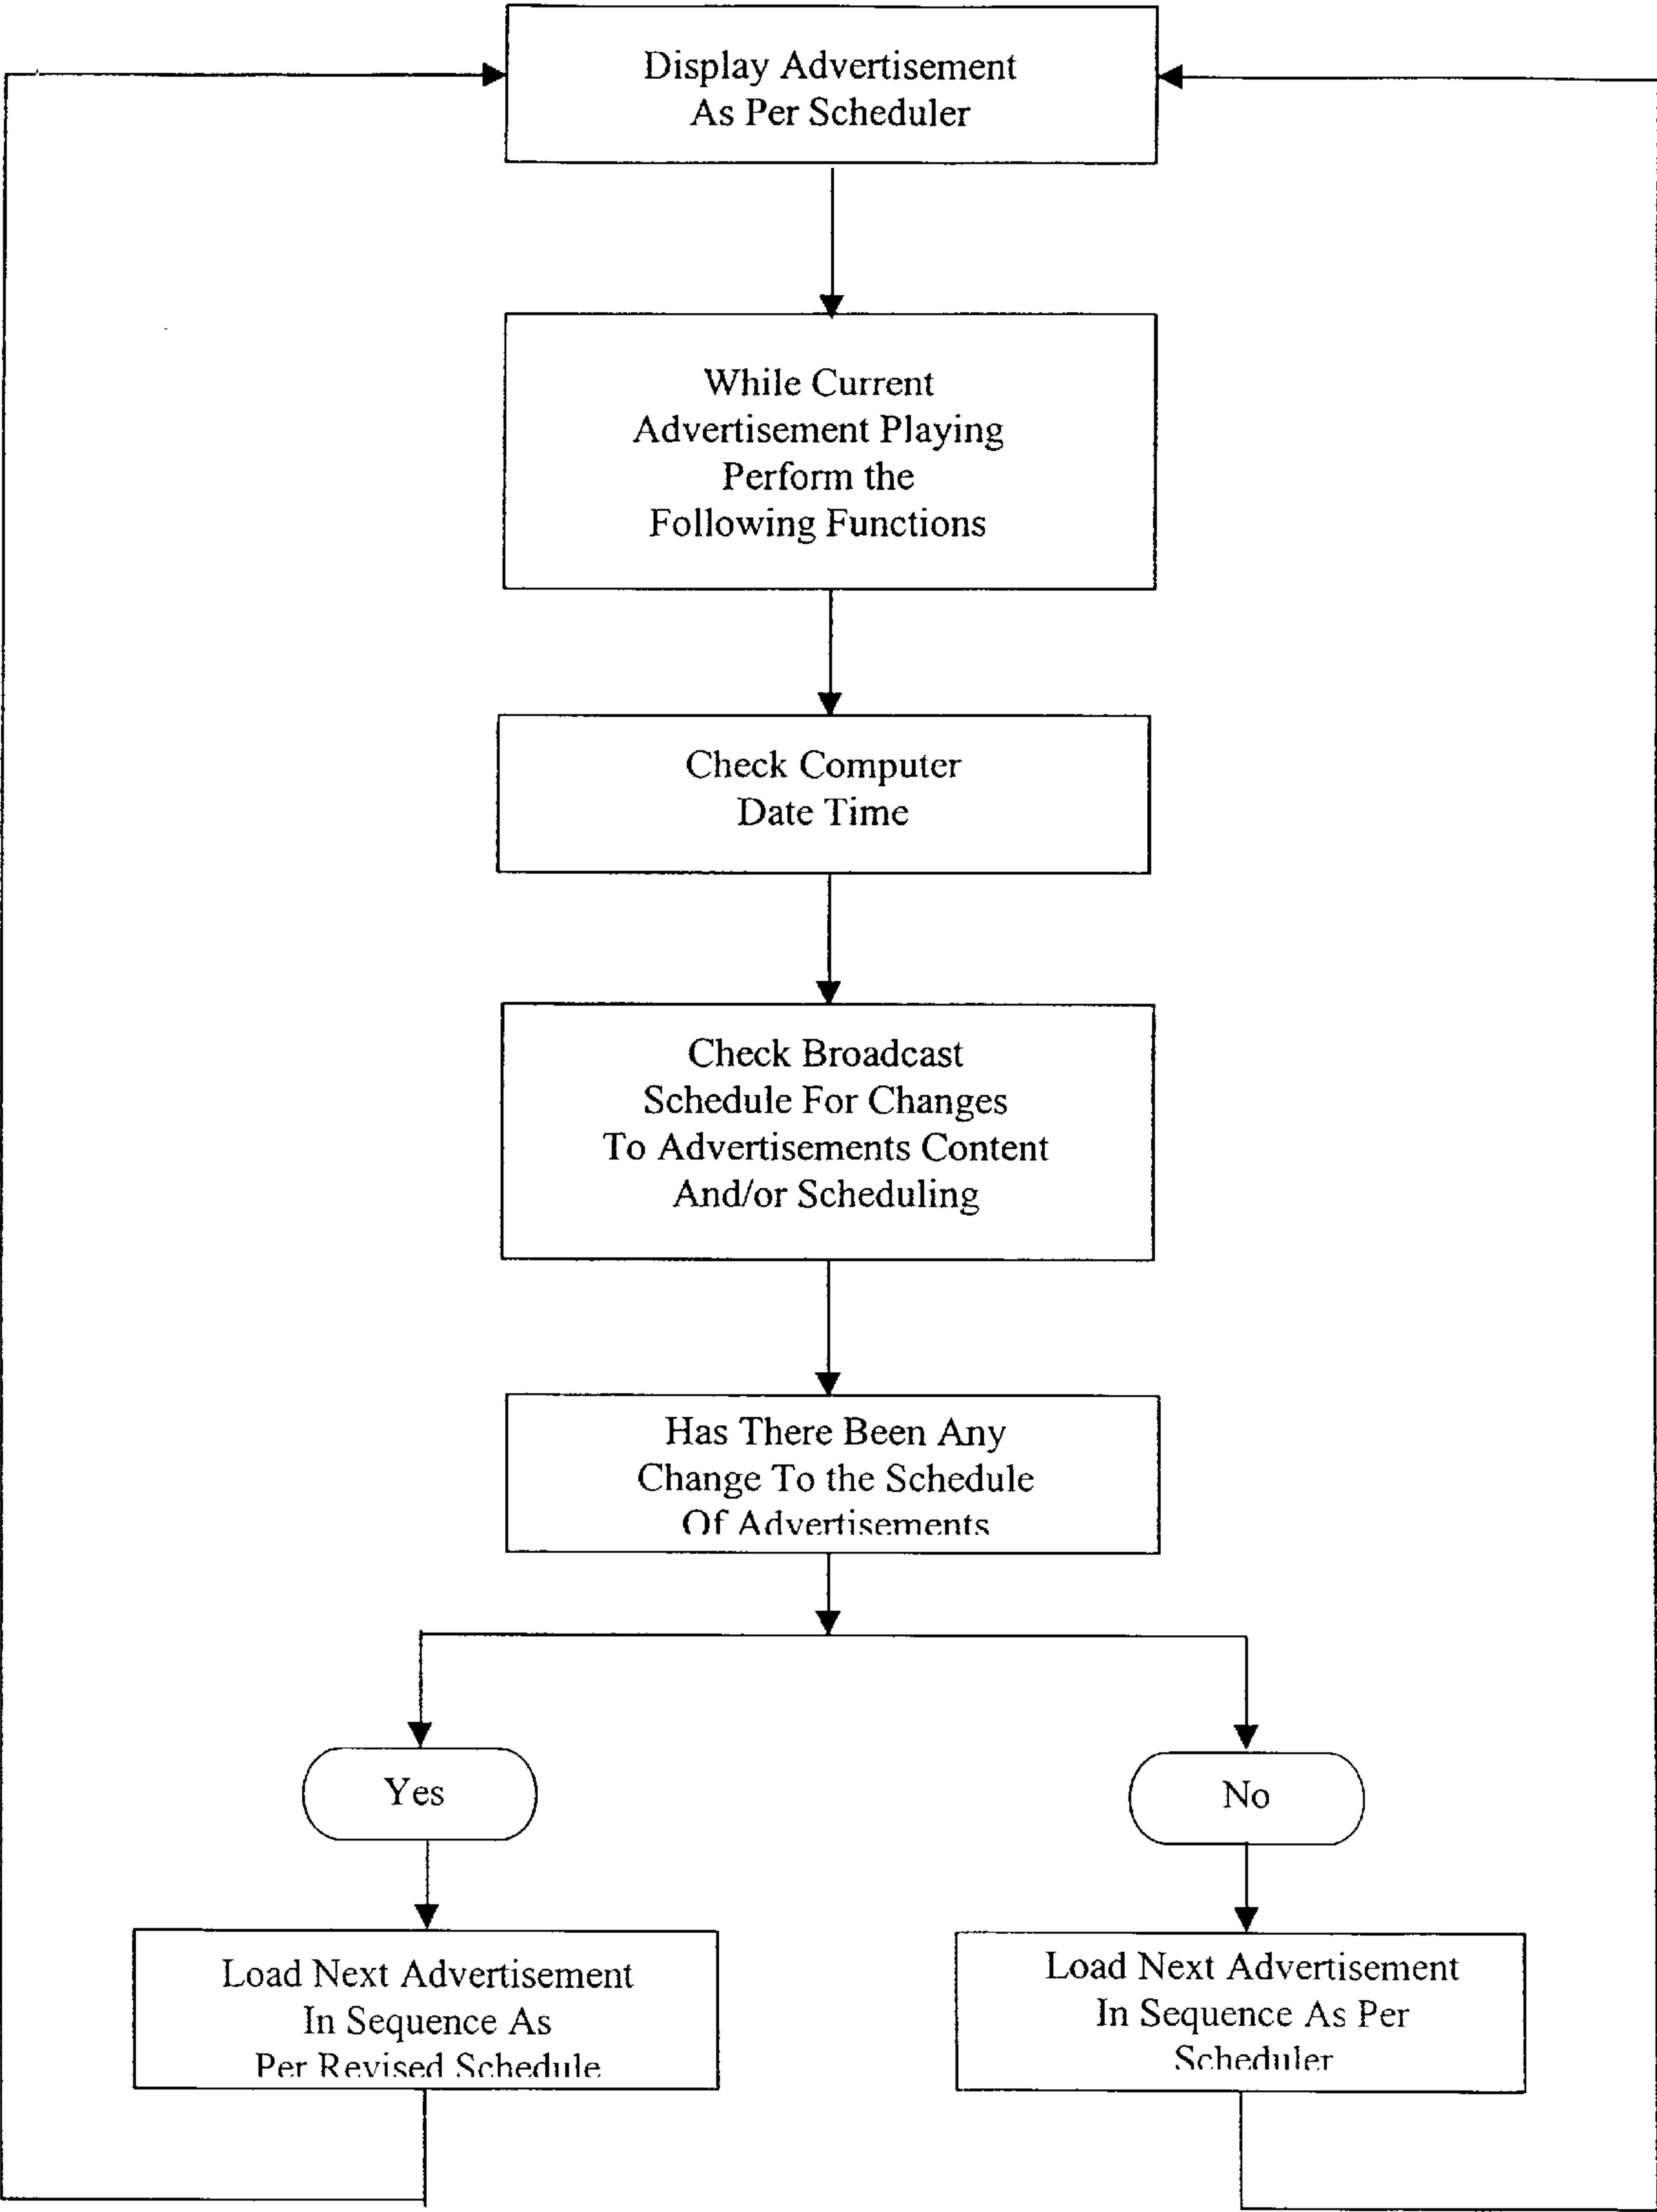 Display Advertisement
As Per Scheduler
While Current
Advertisement Playing
Perform the
Following Functions
Check Computer
Date Time
Check Broadcast
Schedule For Changes
To Advertisements Content
And/or Scheduling
Has There Been Any
Change To the Schedule
Of Advertisements
Yes
No
Load Next Advertisement
In Sequence As
Per Revised Schedule
Load Next Advertisement
In Sequence As Per
Scheduler